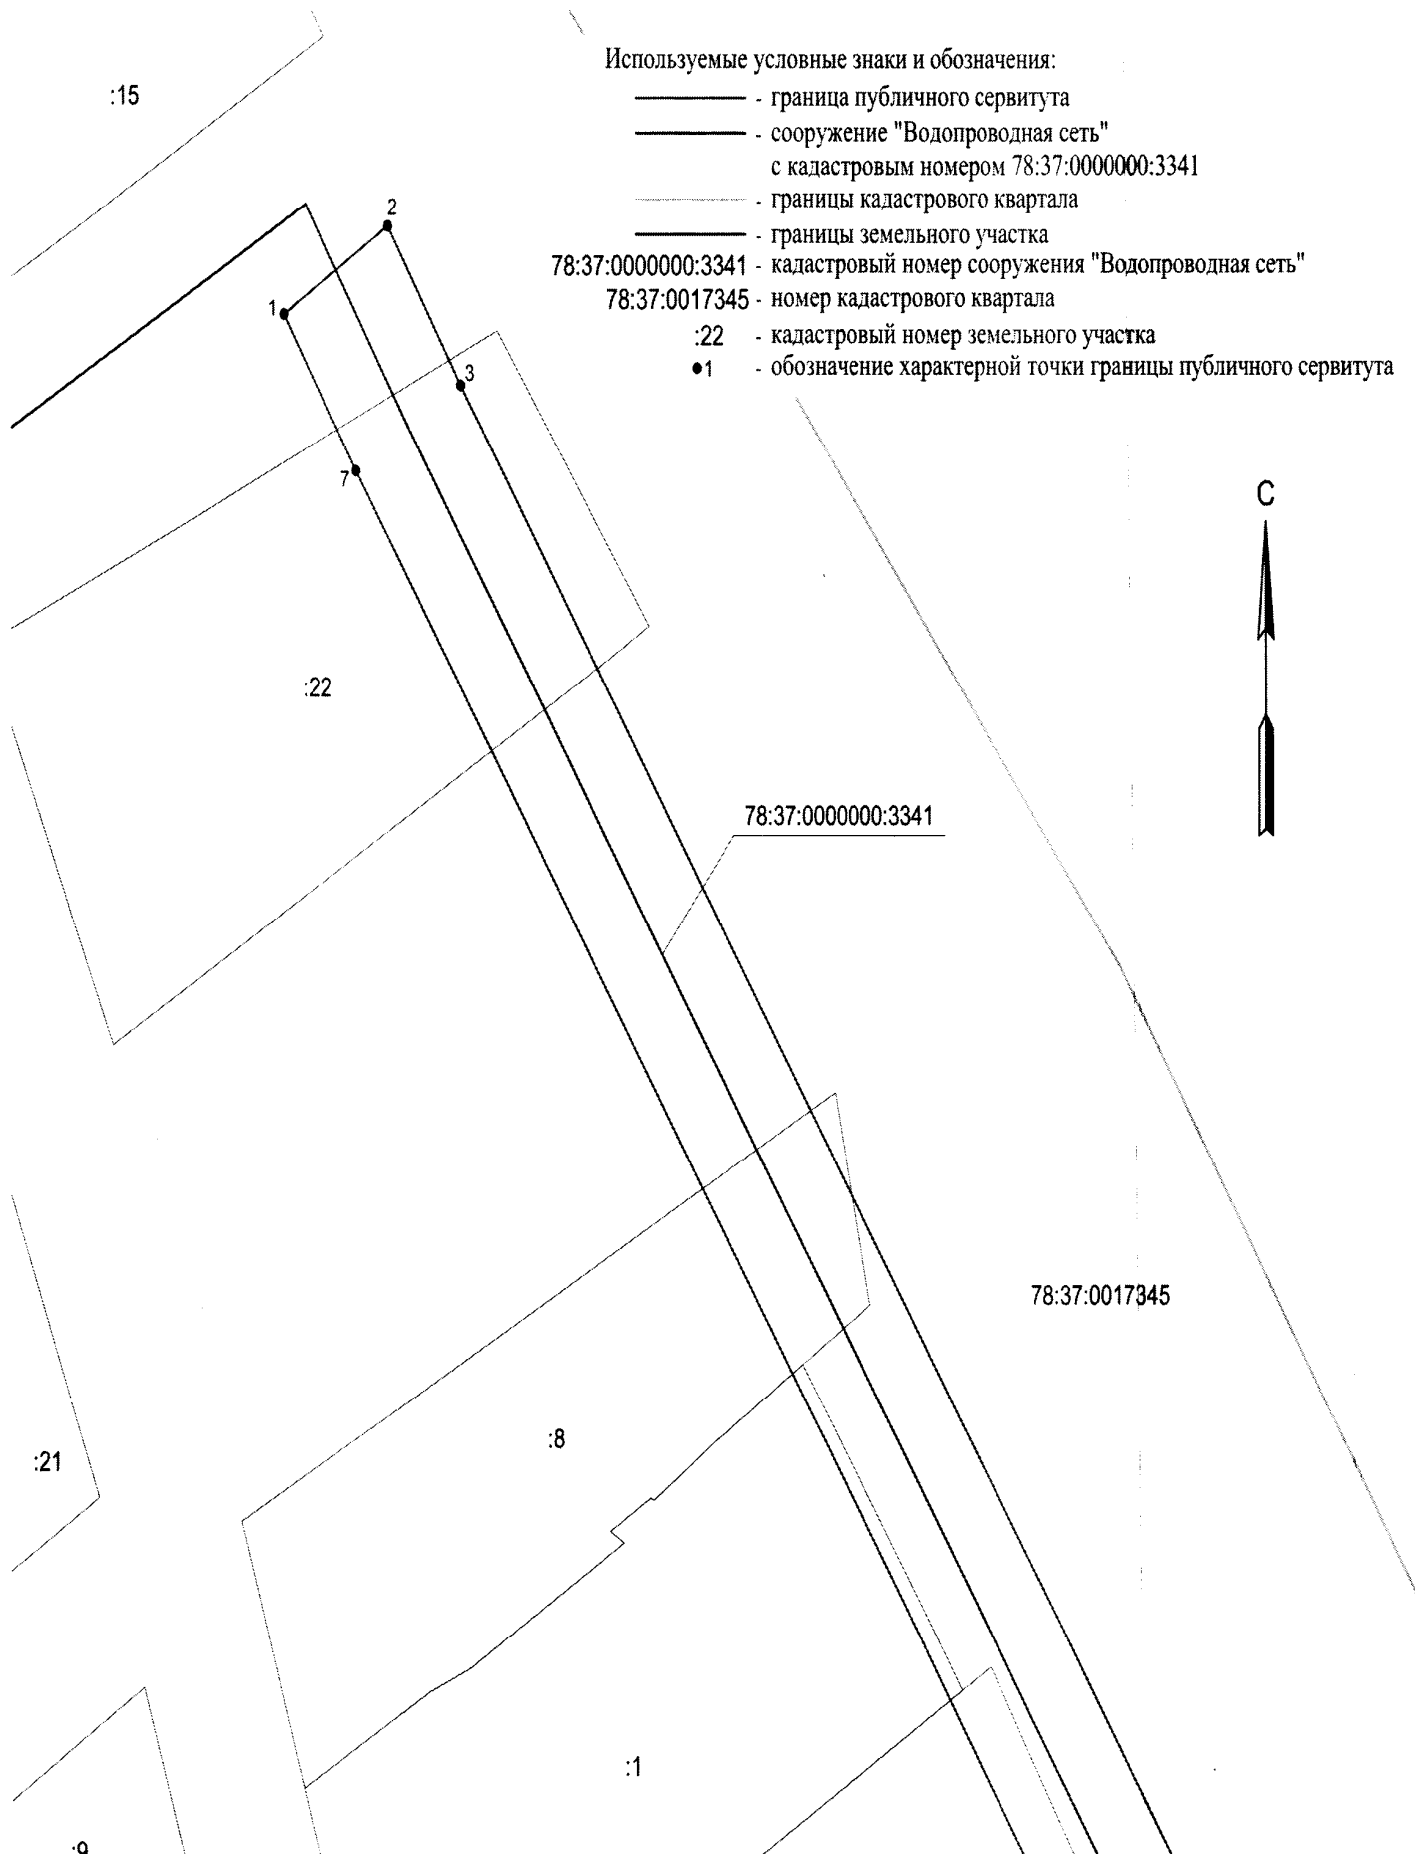 Используемые условные знаки и обозначения:
- граница публичного сервитута
- сооружение "Водопроводная сеть"
с кадастровым номером 78:37:0000000:3341
- границы кадастрового квартала
- границы земельного участка
78:37:0000000:3341 - кадастровый номер сооружения "Водопроводная сеть"
78:37:0017345 - номер кадастрового квартала
:22 - кадастровый номер земельного участка
●1 - обозначение характерной точки границы публичного сервитута
:15
2
1
3
7
С
:22
78:37:0000000:3341
78:37:0017345
:8
:21
:1
:9